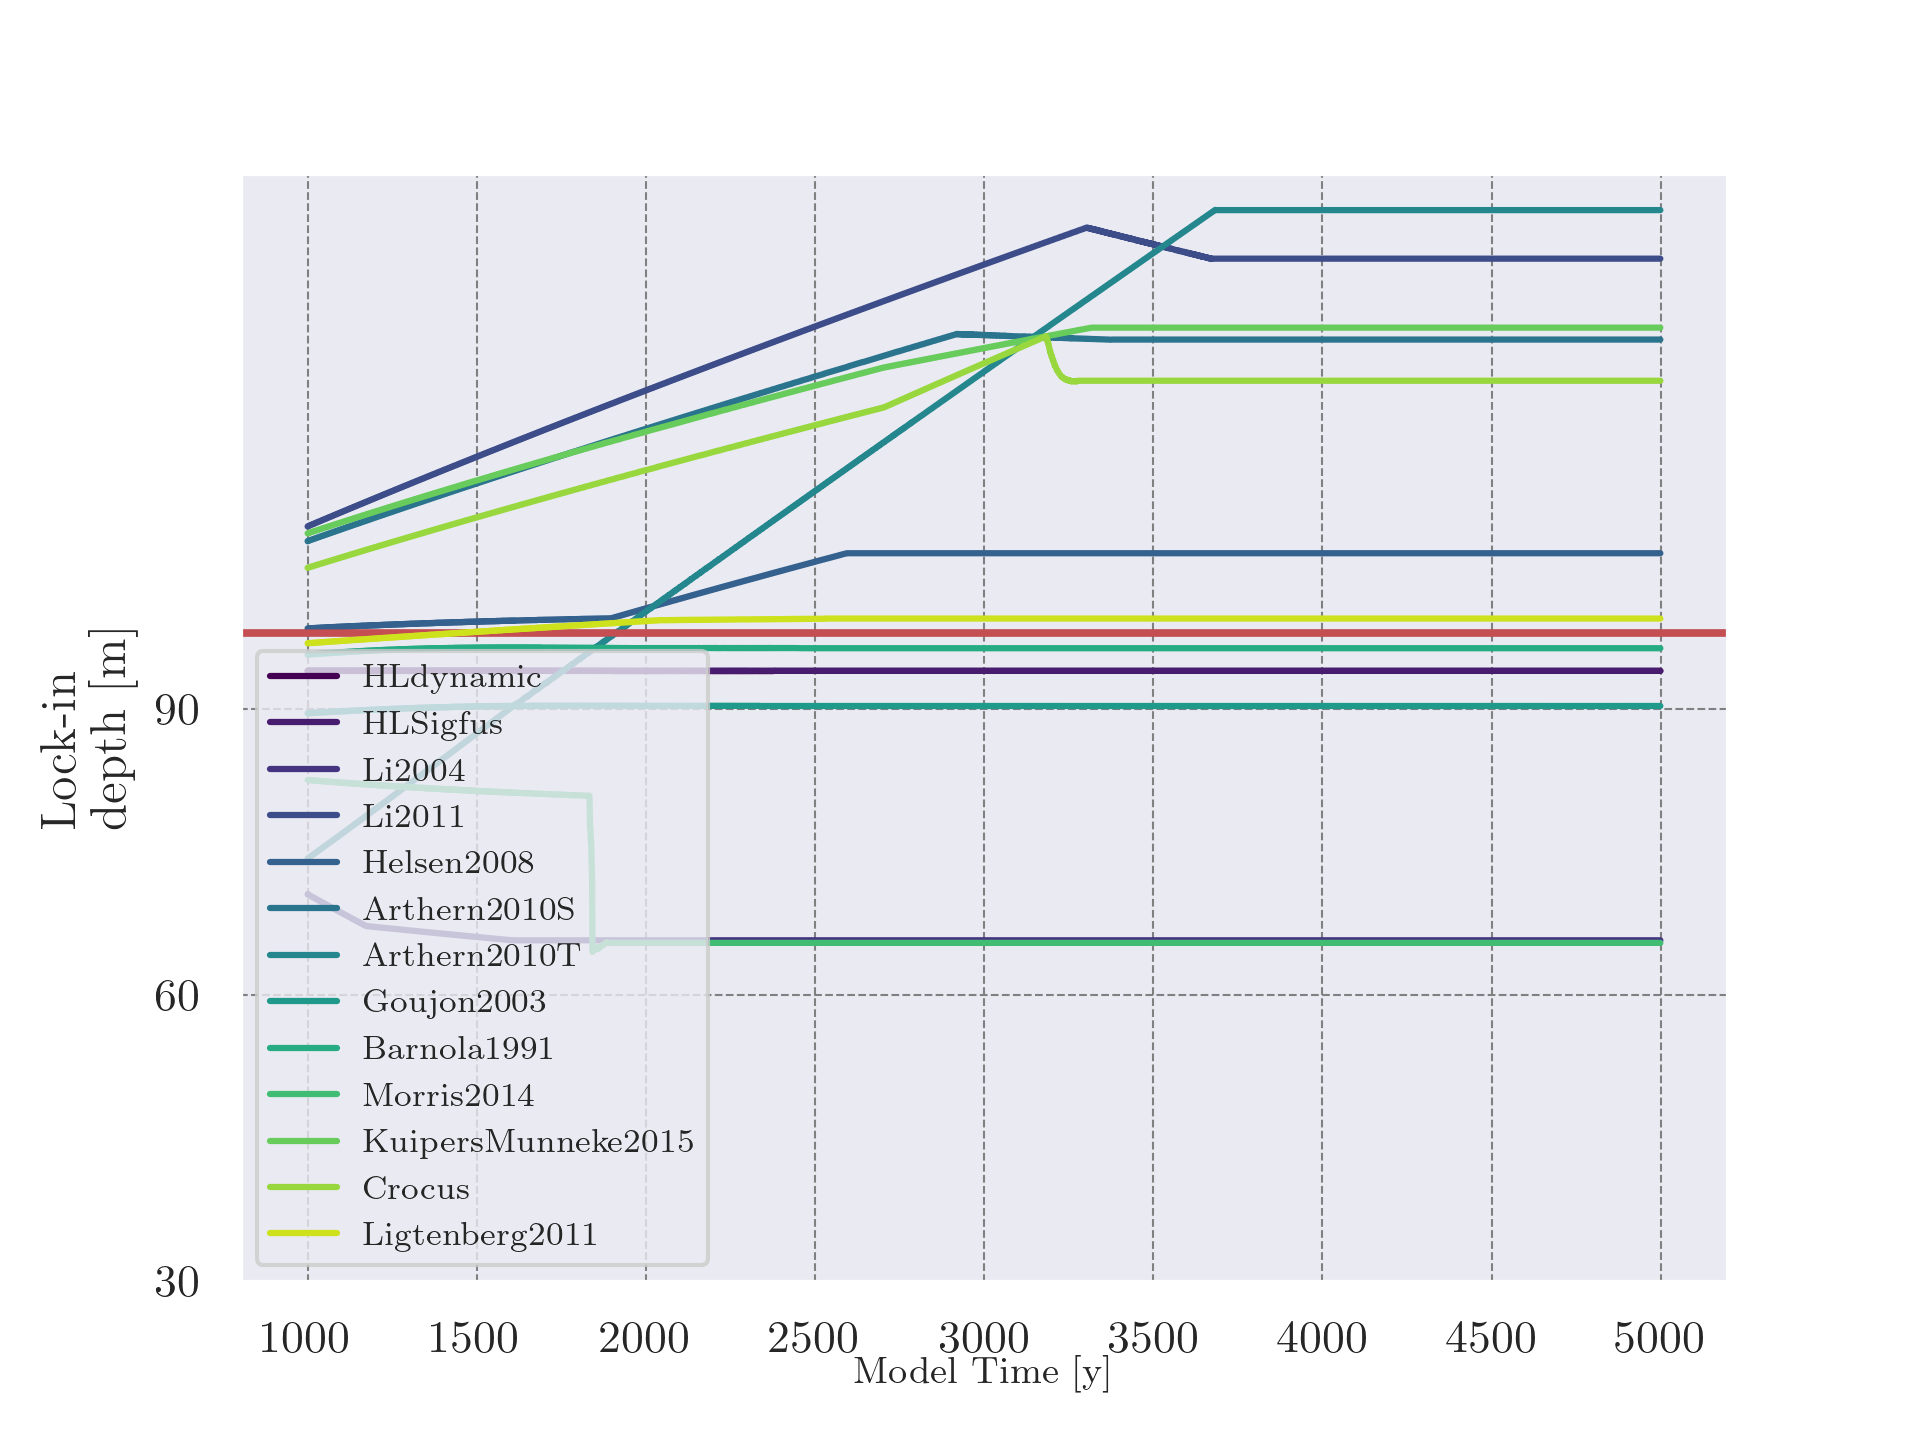 Lock-in
depth [m]
90
60
30
HLdynamic
HLSigfus
Li2004
Li2011
Helsen2008
Arthern2010S
Arthern2010T
Goujon2003
Barnola1991
Morris2014
KuipersMunneke2015
Crocus
Ligtenberg2011
1000 1500 2000 2500 3000 3500 4000 4500 5000
Model Time [y]